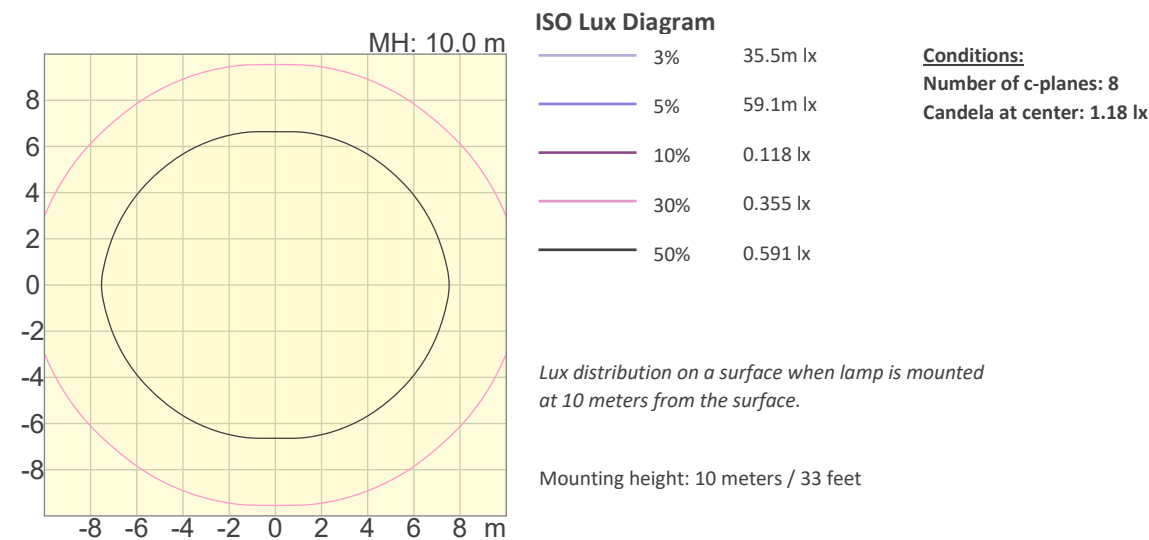 ISO Lux Diagram
MH: 10.0 m
3% 35.5m lx
5% 59.1m lx
10% 0.118 lx
30% 0.355 lx
50% 0.591 lx
Conditions:
Number of c-planes: 8
Candela at center: 1.18 lx
8
6
4
2
0
-2
-4
-6
-8
-8 -6 -4 -2 0 2 4 6 8 m
Lux distribution on a surface when lamp is mounted
at 10 meters from the surface.
Mounting height: 10 meters / 33 feet